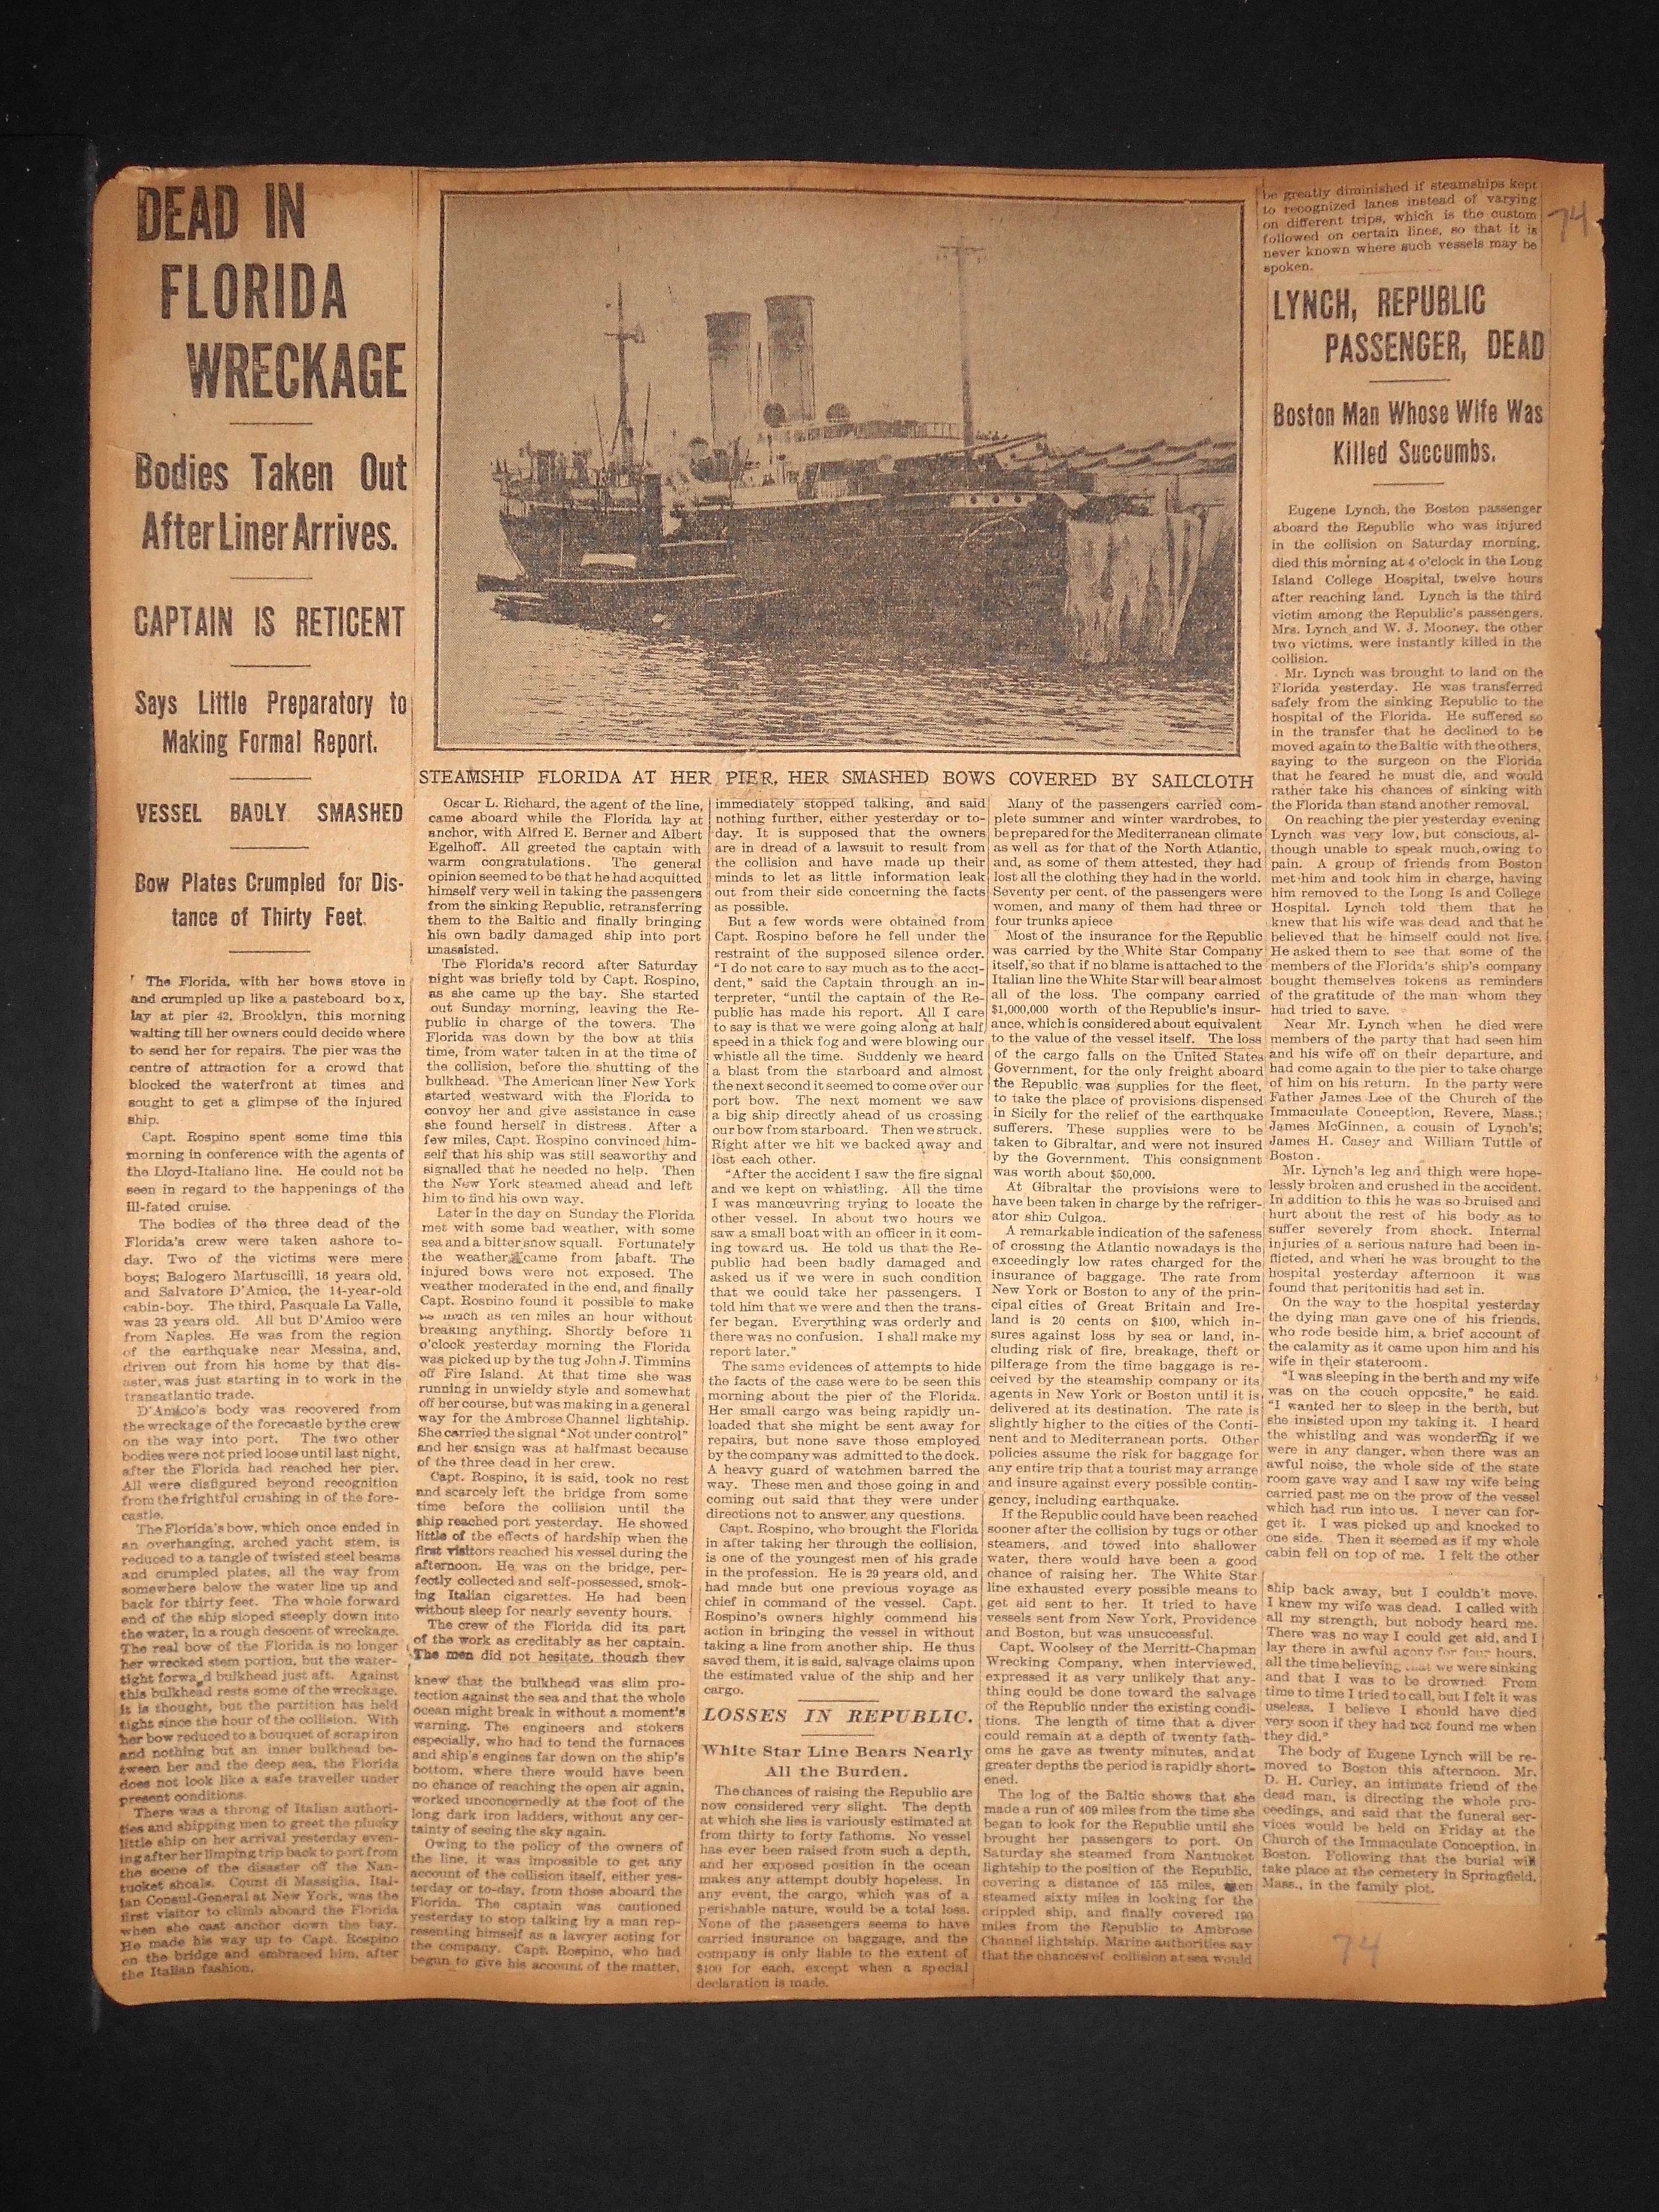 DEAD IN
FLORIDA
WRECKAGE
Bodies Taken Out
After Liner Arrives.
CAPTAIN IS RETICENT
Says Little Preparatory to
Making Formal Report.
VESSEL BADLY SMASHED
Bow Plates Crumpled for Dis-
tance of Thirty Feet.
The Florida, with her bows stove in
and crumpled up like a pasteboard box,
lay at pier 42, Brooklyn, this morning
waiting till her owners could decide where
to send her for repairs. The pier was the
centre of attraction for a crowd that
blocked the waterfront at times and
sought to get a glimpse of the injured
ship.
Capt. Rospino spent some time this
morning in conference with the agents of
the Lloyd-Italiano line. He could not be
seen in regard to the happenings of the
ill-fated cruise.
The bodies of the three dead of the
Florida's crew were taken ashore to-
day. Two of the victims were mere
boys; Balogero Martuscilli, 16 years old,
and Salvatore D'Amico, the 14-year-old
cabin-boy. The third, Pasquale La Valle,
was 23 years old. All but D'Amico were
from Naples. He was from the region
of the earthquake near Messina, and,
driven out from his home by that dis-
aster, was just starting in to work in the
transatlantic trade.
D'Amico's body was recovered from
the wreckage of the forecastle by the crew
on the way into port. The two other
bodies were not pried loose until last night,
after the Florida had reached her pier.
All were disfigured beyond recognition
from the frightful crushing in of the fore-
castle.
The Florida's bow, which once ended in
an overhanging, arched yacht stem, is
reduced to a tangle of twisted steel beams
and crumpled plates, all the way from
somewhere below the water line up and
back for thirty feet. The whole forward
end of the ship sloped steeply down into
the water, in a rough descent of wreckage.
The real bow of the Florida is no longer
her wrecked stem portion, but the water-
tight forward bulkhead just aft. Against
this bulkhead rests some of the wreckage,
it is thought, but the partition has held
tight since the hour of the collision. With
her bow reduced to a bouquet of scrap iron
and nothing but an inner bulkhead be-
tween her and the deep sea, the Florida
does not look like a safe traveller under
present conditions.
There was a throng of Italian authori-
ties and shipping men to greet the plucky
little ship on her arrival yesterday even-
ing after her limping trip back to port from
the scene of the disaster off the Nan-
tucket shoals. Count di Massiglia, Ital-
ian Consul-General at New York, was the
first visitor to climb aboard the Florida
when she cast anchor down the bay.
He made his way up to Capt. Rospino
on the bridge and embraced him, after
the Italian fashion.
STEAMSHIP FLORIDA AT HER PIER, HER SMASHED BOWS COVERED BY SAILCLOTH
Oscar L. Richard, the agent of the line,
came aboard while the Florida lay at
anchor, with Alfred E. Berner and Albert
Egelhoff. All greeted the captain with
warm congratulations. The general
opinion seemed to be that he had acquitted
himself very well in taking the passengers
from the sinking Republic, retransferring
them to the Baltic and finally bringing
his own badly damaged ship into port
unassisted.
The Florida's record after Saturday
night was briefly told by Capt. Rospino,
as she came up the bay. She started
out Sunday morning, leaving the Re-
public in charge of the towers. The
Florida was down by the bow at this
time, from water taken in at the time of
the collision, before the shutting of the
bulkhead. The American liner New York
started westward with the Florida to
convoy her and give assistance in case
she found herself in distress. After a
few miles, Capt. Rospino convinced him-
self that his ship was still seaworthy and
signalled that he needed no help. Then
the New York steamed ahead and left
him to find his own way.
Later in the day on Sunday the Florida
met with some bad weather, with some
sea and a bitter snow squall. Fortunately
the weather came from abaft. The
injured bows were not exposed. The
weather moderated in the end, and finally
Capt. Rospino found it possible to make
as much as ten miles an hour without
breaking anything. Shortly before 11
o'clock yesterday morning the Florida
was picked up by the tug John J. Timmins
off Fire Island. At that time she was
running in unwieldy style and somewhat
off her course, but was making in a general
way for the Ambrose Channel lightship.
She carried the signal "Not under control"
and her ensign was at halfmast because
of the three dead in her crew.
Capt. Rospino, it is said, took no rest
and scarcely left the bridge from some
time before the collision until the
ship reached port yesterday. He showed
little of the effects of hardship when the
first visitors reached his vessel during the
afternoon. He was on the bridge, per-
fectly collected and self-possessed, smok-
ing Italian cigarettes. He had been
without sleep for nearly seventy hours.
The crew of the Florida did its part
of the work as creditably as her captain.
The men did not hesitate, though they
knew that the bulkhead was slim pro-
tection against the sea and that the whole
ocean might break in without a moment's
warning. The engineers and stokers
especially, who had to tend the furnaces
and ship's engines far down on the ship's
bottom, where there would have been
no chance of reaching the open air again,
worked unconcernedly at the foot of the
long dark iron ladders, without any cer-
tainty of seeing the sky again.
Owing to the policy of the owners of
the line, it was impossible to get any
account of the collision itself, either yes-
terday or to-day, from those aboard the
Florida. The captain was cautioned
yesterday to stop talking by a man rep-
resenting himself as a lawyer acting for
the company. Capt. Rospino, who had
begun to give his account of the matter,
immediately stopped talking, and said
nothing further, either yesterday or to-
day. It is supposed that the owners
are in dread of a lawsuit to result from
the collision and have made up their
minds to let as little information leak
out from their side concerning the facts
as possible.
But a few words were obtained from
Capt. Rospino before he fell under the
restraint of the supposed silence order.
"I do not care to say much as to the acci-
dent," said the Captain through an in-
terpreter, "until the captain of the Re-
public has made his report. All I care
to say is that we were going along at half
speed in a thick fog and were blowing our
whistle all the time. Suddenly we heard
a blast from the starboard and almost
the next second it seemed to come over our
port bow. The next moment we saw
a big ship directly ahead of us crossing
our bow from starboard. Then we struck.
Right after we hit we backed away and
lost each other.
"After the accident I saw the fire signal
and we kept on whistling. All the time
I was manœuvring trying to locate the
other vessel. In about two hours we
saw a small boat with an officer in it com-
ing toward us. He told us that the Re-
public had been badly damaged and
asked us if we were in such condition
that we could take her passengers. I
told him that we were and then the trans-
fer began. Everything was orderly and
there was no confusion. I shall make my
report later."
The same evidences of attempts to hide
the facts of the case were to be seen this
morning about the pier of the Florida.
Her small cargo was being rapidly un-
loaded that she might be sent away for
repairs, but none save those employed
by the company was admitted to the dock.
A heavy guard of watchmen barred the
way. These men and those going in and
coming out said that they were under
directions not to answer any questions.
Capt. Rospino, who brought the Florida
in after taking her through the collision,
is one of the youngest men of his grade
in the profession. He is 29 years old, and
had made but one previous voyage as
chief in command of the vessel. Capt.
Rospino's owners highly commend his
action in bringing the vessel in without
taking a line from another ship. He thus
saved them, it is said, salvage claims upon
the estimated value of the ship and her
cargo.
LOSSES IN REPUBLIC.
White Star Line Bears Nearly
All the Burden.
The chances of raising the Republic are
now considered very slight. The depth
at which she lies is variously estimated at
from thirty to forty fathoms. No vessel
has ever been raised from such a depth,
and her exposed position in the ocean
makes any attempt doubly hopeless. In
any event, the cargo, which was of a
perishable nature, would be a total loss.
None of the passengers seems to have
carried insurance on baggage, and the
company is only liable to the extent of
$100 for each, except when a special
declaration is made.
Many of the passengers carried com-
plete summer and winter wardrobes, to
be prepared for the Mediterranean climate
as well as for that of the North Atlantic,
and, as some of them attested, they had
lost all the clothing they had in the world.
Seventy per cent. of the passengers were
women, and many of them had three or
four trunks apiece
Most of the insurance for the Republic
was carried by the White Star Company
itself, so that if no blame is attached to the
Italian line the White Star will bear almost
all of the loss. The company carried
$1,000,000 worth of the Republic's insur-
ance, which is considered about equivalent
to the value of the vessel itself. The loss
of the cargo falls on the United States
Government, for the only freight aboard
the Republic was supplies for the fleet,
to take the place of provisions dispensed
in Sicily for the relief of the earthquake
sufferers. These supplies were to be
taken to Gibraltar, and were not insured
by the Government. This consignment
was worth about $50,000.
At Gibraltar the provisions were to
have been taken in charge by the refriger-
ator ship Culgoa.
A remarkable indication of the safeness
of crossing the Atlantic nowadays is the
exceedingly low rates charged for the
insurance of baggage. The rate from
New York or Boston to any of the prin-
cipal cities of Great Britain and Ire-
land is 20 cents on $100, which in-
sures against loss by sea or land, in-
cluding risk of fire, breakage, theft or
pilferage from the time baggage is re-
ceived by the steamship company or its
agents in New York or Boston until it is
delivered at its destination. The rate is
slightly higher to the cities of the Conti-
nent and to Mediterranean ports. Other
policies assume the risk for baggage for
any entire trip that a tourist may arrange
and insure against every possible contin-
gency, including earthquake.
If the Republic could have been reached
sooner after the collision by tugs or other
steamers, and towed into shallower
water, there would have been a good
chance of raising her. The White Star
line exhausted every possible means to
get aid sent to her. It tried to have
vessels sent from New York, Providence
and Boston, but was unsuccessful.
Capt. Woolsey of the Merritt-Chapman
Wrecking Company, when interviewed,
expressed it as very unlikely that any-
thing could be done toward the salvage
of the Republic under the existing condi-
tions. The length of time that a diver
could remain at a depth of twenty fath-
oms he gave as twenty minutes, and at
greater depths the period is rapidly short-
ened.
The log of the Baltic shows that she
made a run of 409 miles from the time she
began to look for the Republic until she
brought her passengers to port. On
Saturday she steamed from Nantucket
lightship to the position of the Republic,
covering a distance of 155 miles,
steamed sixty miles in looking for the
crippled ship, and finally covered 190
miles from the Republic to Ambrose
Channel lightship. Marine authorities say
that the chances of collision at sea would
be greatly diminished if steamships kept
to recognized lanes instead of varying
on different trips, which is the custom
followed on certain lines, so that it is
never known where such vessels may be
spoken.
74
LYNCH, REPUBLIC
PASSENGER, DEAD
Boston Man Whose Wife Was
Killed Succumbs.
Eugene Lynch, the Boston passenger
aboard the Republic who was injured
in the collision on Saturday morning,
died this morning at 4 o'clock in the Long
Island College Hospital, twelve hours
after reaching land. Lynch is the third
victim among the Republic's passengers.
Mrs. Lynch and W. J. Mooney, the other
two victims, were instantly killed in the
collision.
Mr. Lynch was brought to land on the
Florida yesterday. He was transferred
safely from the sinking Republic to the
hospital of the Florida. He suffered so
in the transfer that he declined to be
moved again to the Baltic with the others,
saying to the surgeon on the Florida
that he feared he must die, and would
rather take his chances of sinking with
the Florida than stand another removal.
On reaching the pier yesterday evening
Lynch was very low, but conscious, al-
though unable to speak much, owing to
pain. A group of friends from Boston
met him and took him in charge, having
him removed to the Long Is and College
Hospital. Lynch told them that he
knew that his wife was dead and that he
believed that he himself could not live.
He asked them to see that some of the
members of the Florida's ship's company
bought themselves tokens as reminders
of the gratitude of the man whom they
had tried to save.
Near Mr. Lynch when he died were
members of the party that had seen him
and his wife off on their departure, and
had come again to the pier to take charge
of him on his return. In the party were
Father James Lee of the Church of the
Immaculate Conception, Revere, Mass.;
James McGinnen, a cousin of Lynch's;
James H. Casey and William Tuttle of
Boston.
Mr. Lynch's leg and thigh were hope-
lessly broken and crushed in the accident.
In addition to this he was so bruised and
hurt about the rest of his body as to
suffer severely from shock. Internal
injuries of a serious nature had been in-
flicted, and when he was brought to the
hospital yesterday afternoon it was
found that peritonitis had set in.
On the way to the hospital yesterday
the dying man gave one of his friends,
who rode beside him, a brief account of
the calamity as it came upon him and his
wife in their stateroom.
"I was sleeping in the berth and my wife
was on the couch opposite," he said.
"I wanted her to sleep in the berth, but
she insisted upon my taking it. I heard
the whistling and was wondering if we
were in any danger, when there was an
awful noise, the whole side of the state
room gave way and I saw my wife being
carried past me on the prow of the vessel
which had run into us. I never can for-
get it. I was picked up and knocked to
one side. Then it seemed as if my whole
cabin fell on top of me. I felt the other
ship back away, but I couldn't move.
I knew my wife was dead. I called with
all my strength, but nobody heard me.
There was no way I could get aid, and I
lay there in awful agony for four hours,
all the time believing that we were sinking
and that I was to be drowned. From
time to time I tried to call, but I felt it was
useless. I believe I should have died
very soon if they had not found me when
they did."
The body of Eugene Lynch will be re-
moved to Boston this afternoon. Mr.
D. H. Curley, an intimate friend of the
dead man, is directing the whole pro-
ceedings, and said that the funeral ser-
vices would be held on Friday at the
Church of the Immaculate Conception, in
Boston. Following that the burial will
take place at the cemetery in Springfield,
Mass., in the family plot.
74